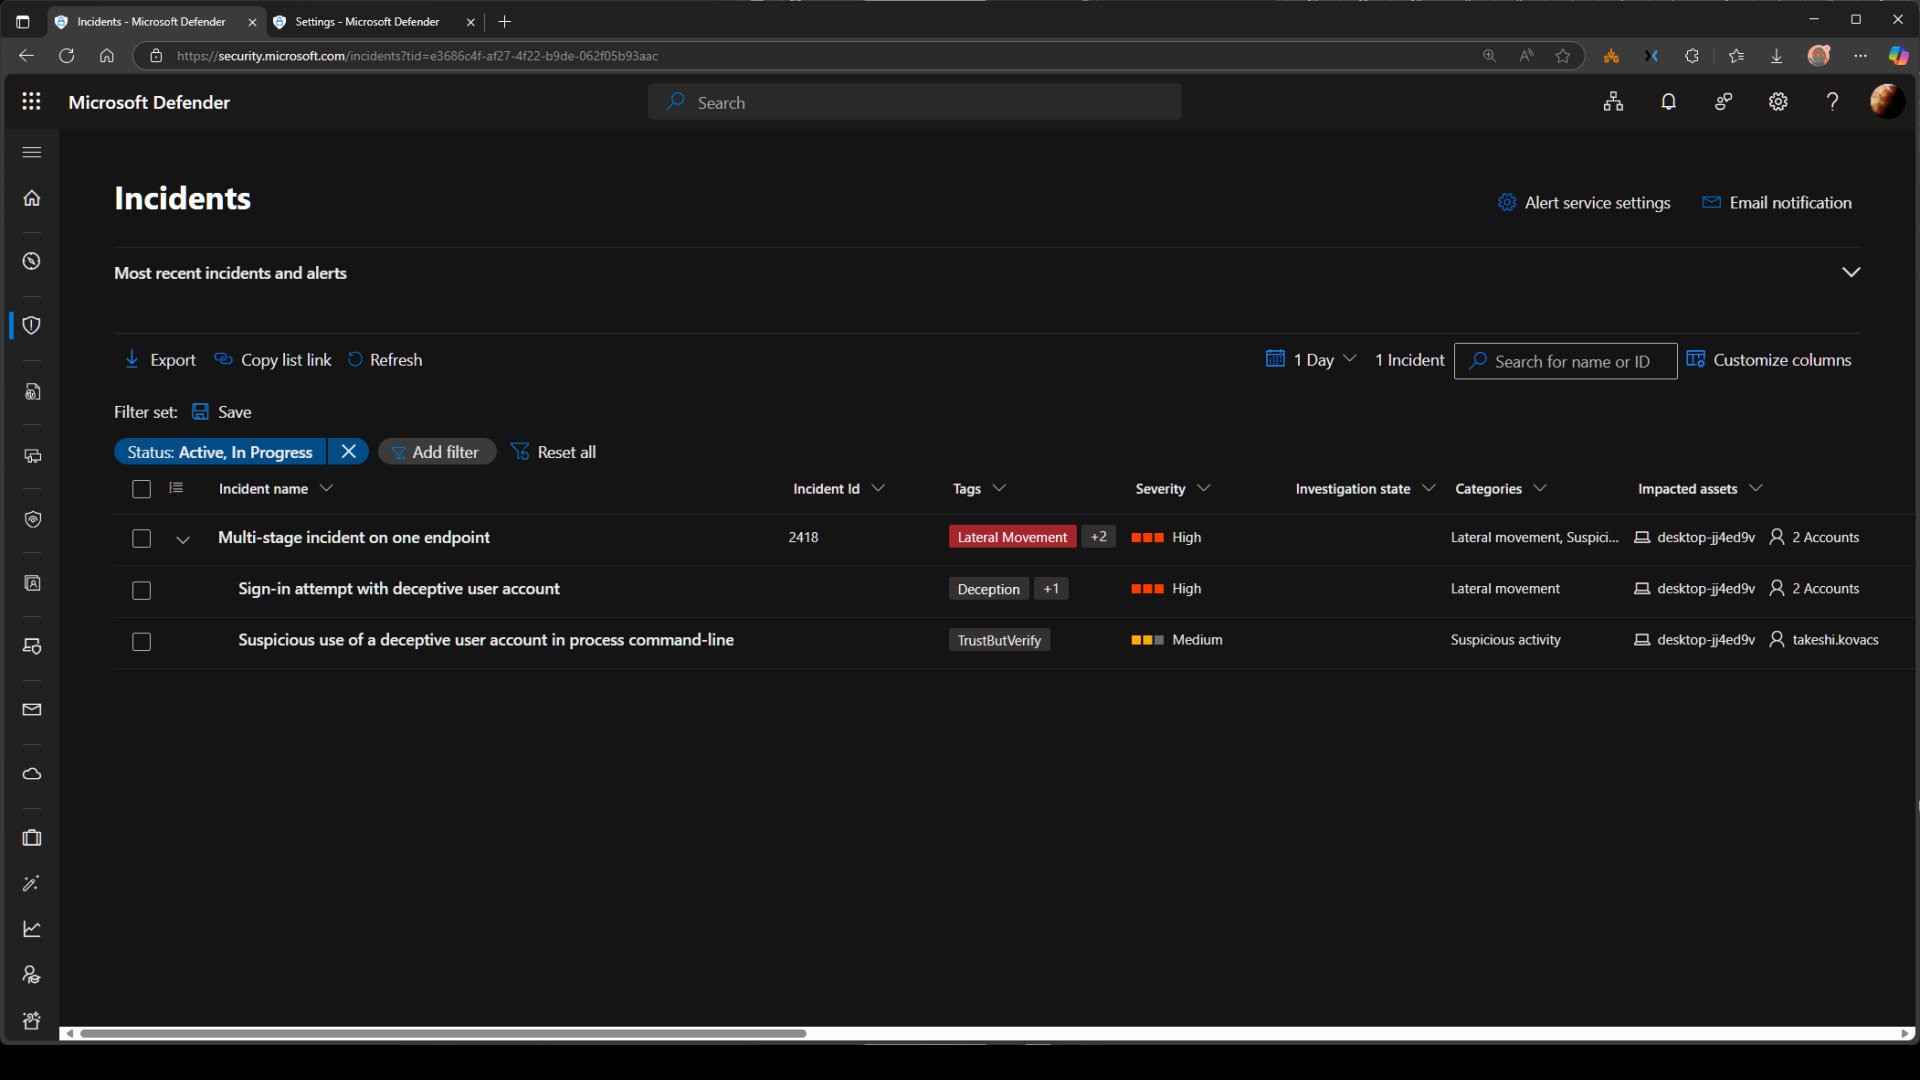 Incidents - Microsoft Defender
Settings - Microsoft Defender
https://security.microsoft.com/incidents?tid=e3686c4f-af27-4f22-b9de-062f05b93aac
Microsoft Defender
Search
Incidents
Alert service settings
Email notification
Most recent incidents and alerts
Export Copy list link Refresh 1 Day 1 Incident Search for name or ID Customize columns
Filter set: Save
Status: Active, In Progress Add filter Reset all
Incident name Incident Id Tags Severity Investigation state Categories Impacted assets
Multi-stage incident on one endpoint 2418 Lateral Movement +2 High Lateral movement, Suspici... desktop-jj4ed9v 2 Accounts
Sign-in attempt with deceptive user account Deception +1 High Lateral movement desktop-jj4ed9v 2 Accounts
Suspicious use of a deceptive user account in process command-line TrustButVerify Medium Suspicious activity desktop-jj4ed9v takeshi.kovacs